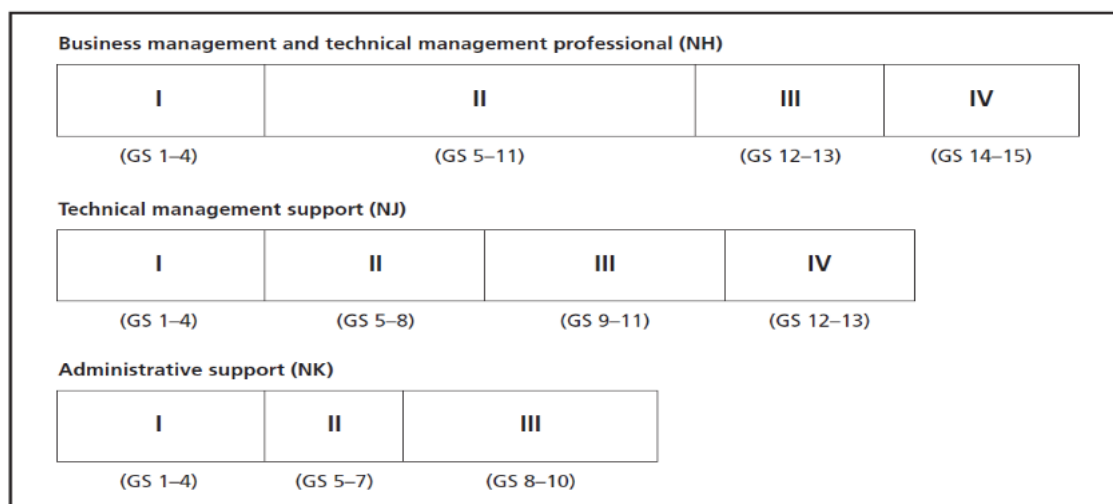 Business management and technical management professional (NH)
I II III IV
(GS 1–4) (GS 5–11) (GS 12–13) (GS 14–15)
Technical management support (NJ)
I II III IV
(GS 1–4) (GS 5–8) (GS 9–11) (GS 12–13)
Administrative support (NK)
I II III
(GS 1–4) (GS 5–7) (GS 8–10)